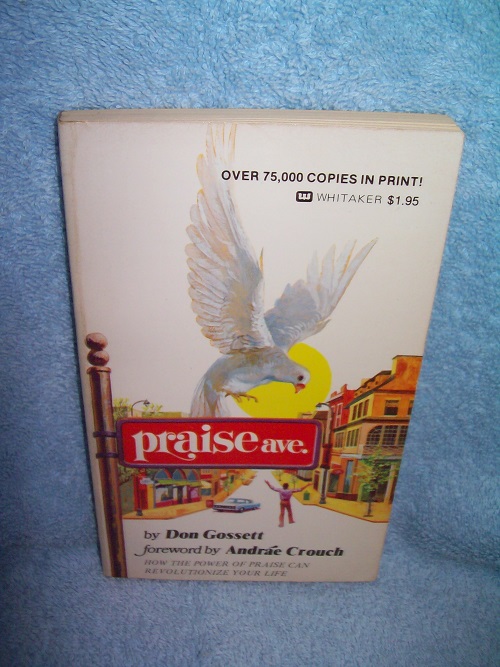 OVER 75,000 COPIES IN PRINT!
WHITAKER $1.95
praise ave.
by Don Gossett
foreword by Andraé Crouch
HOW THE POWER OF PRAISE CAN
REVOLUTIONIZE YOUR LIFE